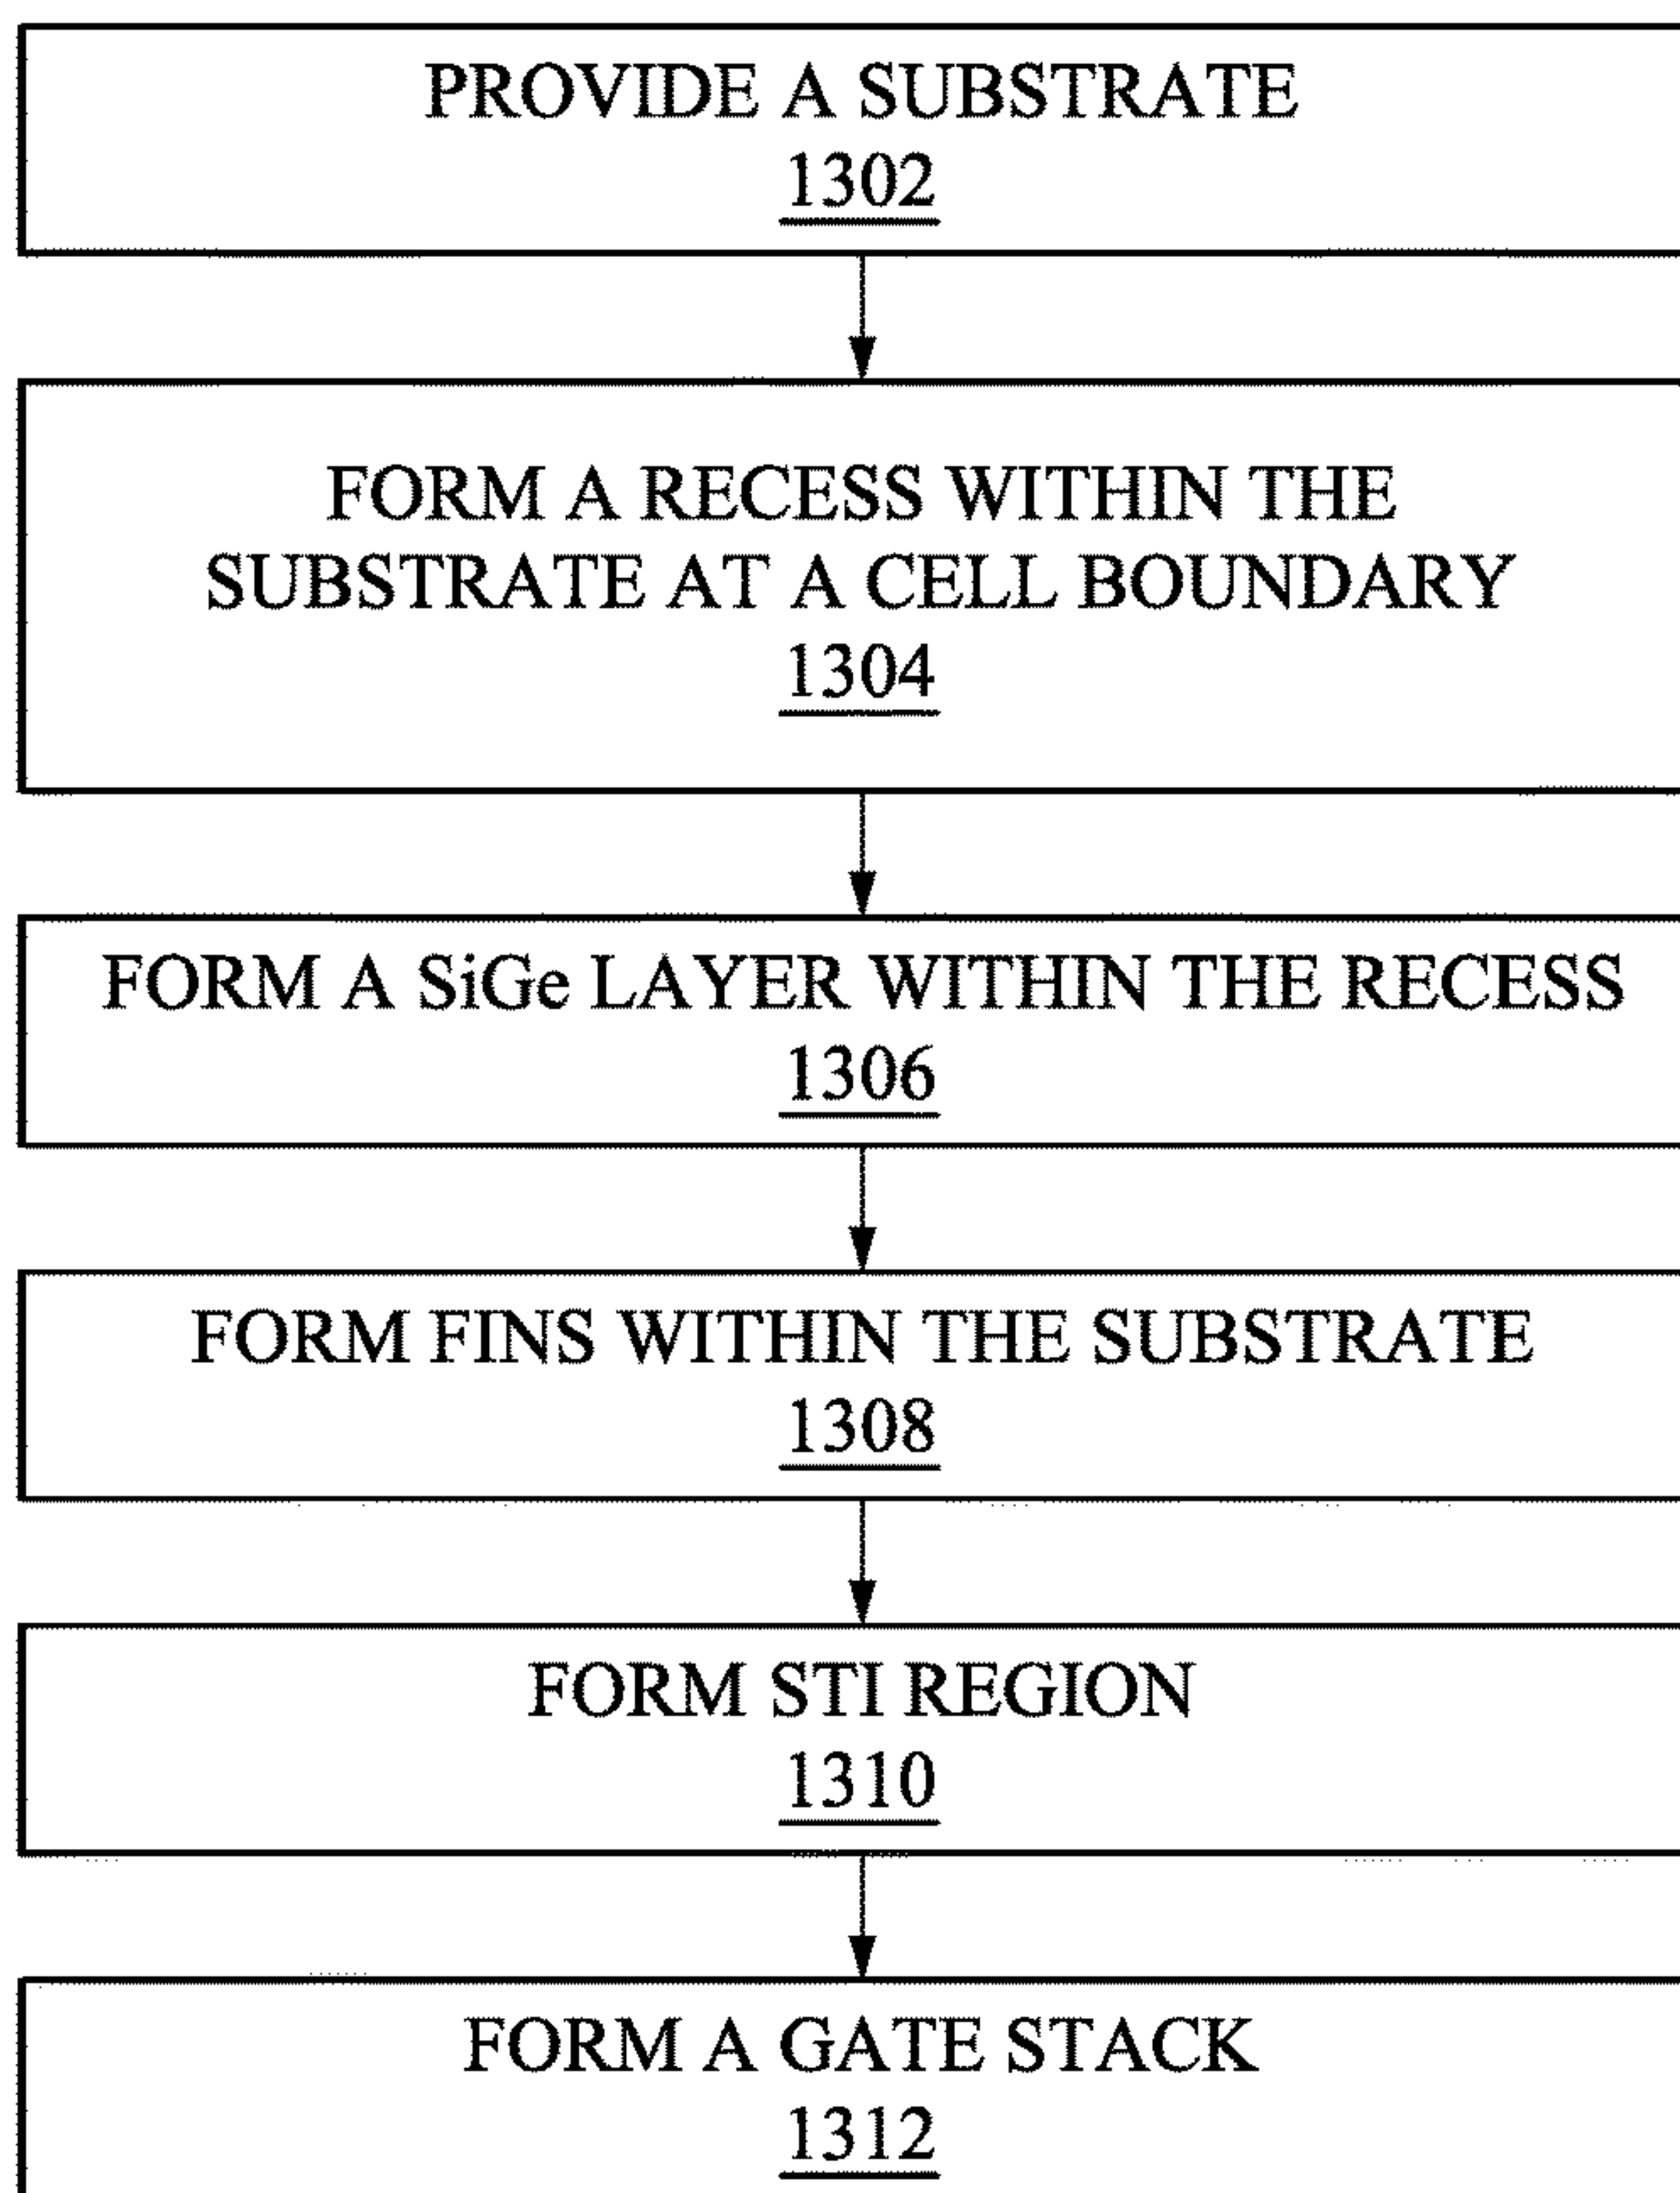 PROVIDE A SUBSTRATE
1302
FORM A RECESS WITHIN THE
SUBSTRATE AT A CELL BOUNDARY
1304
FORM A SiGe LAYER WITHIN THE RECESS
1306
FORM FINS WITHIN THE SUBSTRATE
1308
FORM STI REGION
1310
FORM A GATE STACK
1312